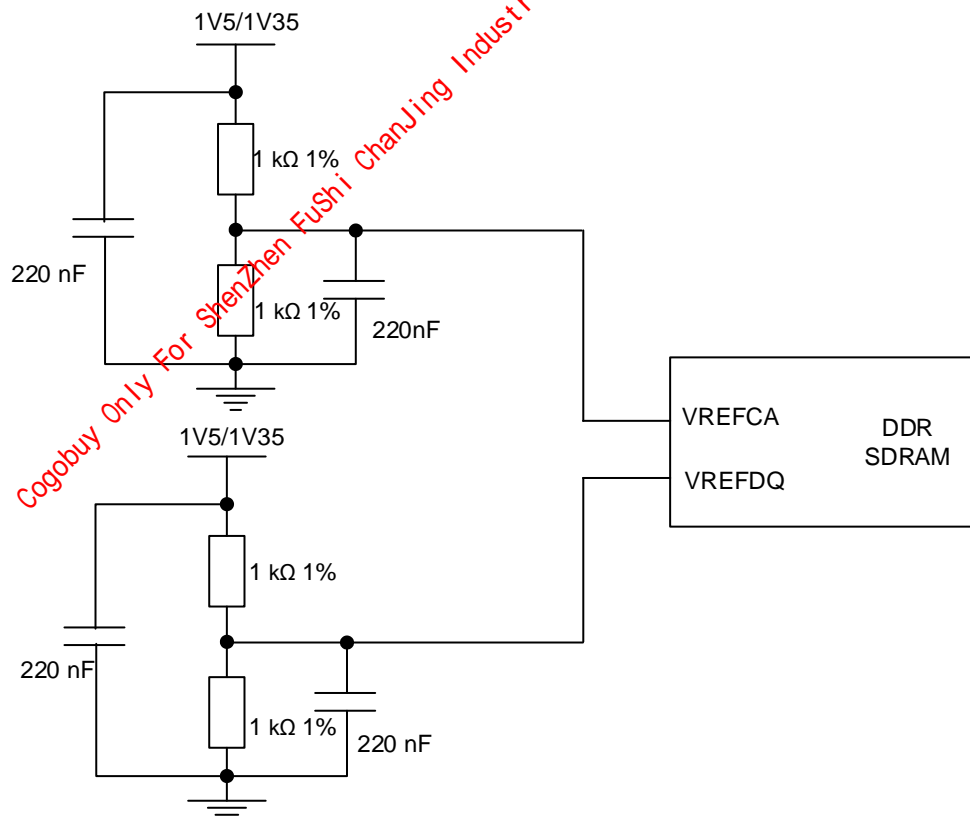 1V5/1V35
1 kΩ 1%
220 nF
1 kΩ 1%
220nF
Cogobuy Only For ShenZhen FuShi ChanJing Industr
VREFCA
DDR
SDRAM
VREFDQ
1V5/1V35
1 kΩ 1%
220 nF
1 kΩ 1%
220 nF